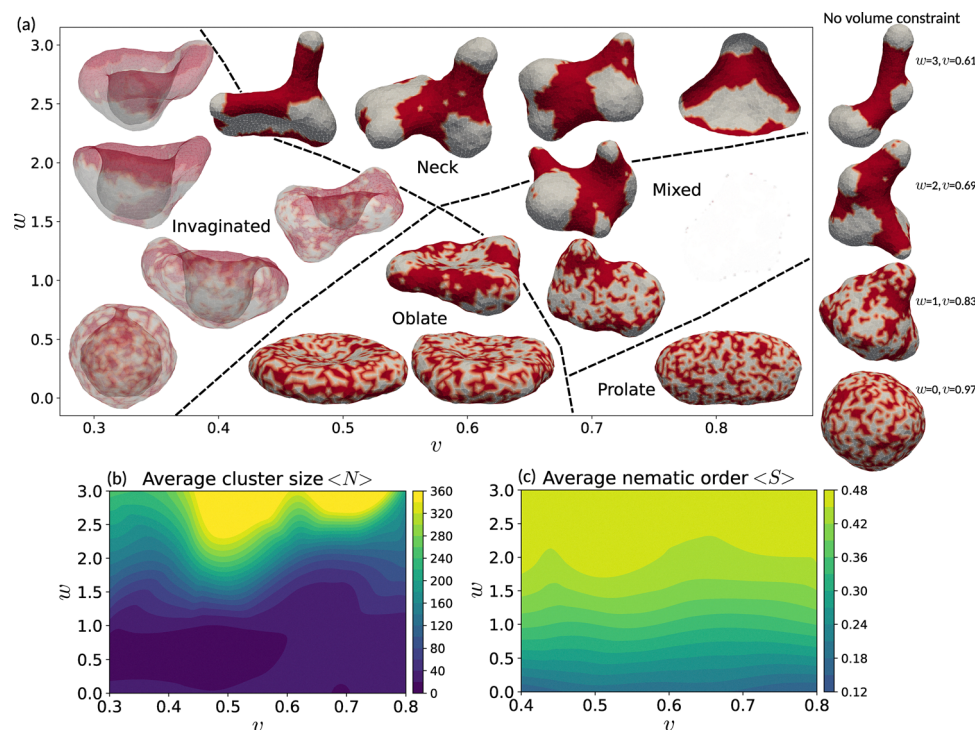 (a)
No volume constraint
3.0
2.5
2.0
1.5
1.0
0.5
0.0
w
0.3 0.4 0.5 0.6 0.7 0.8
v
Neck
Mixed
Invaginated
Oblate
Prolate
w=3, v=0.61
w=2, v=0.69
w=1, v=0.83
w=0, v=0.97
(b) Average cluster size <N>
3.0
2.5
2.0
1.5
1.0
0.5
0.0
w
0.3 0.4 0.5 0.6 0.7 0.8
v
360
320
280
240
200
160
120
80
40
0
(c) Average nematic order <S>
3.0
2.5
2.0
1.5
1.0
0.5
0.0
w
0.4 0.5 0.6 0.7 0.8
v
0.48
0.42
0.36
0.30
0.24
0.18
0.12